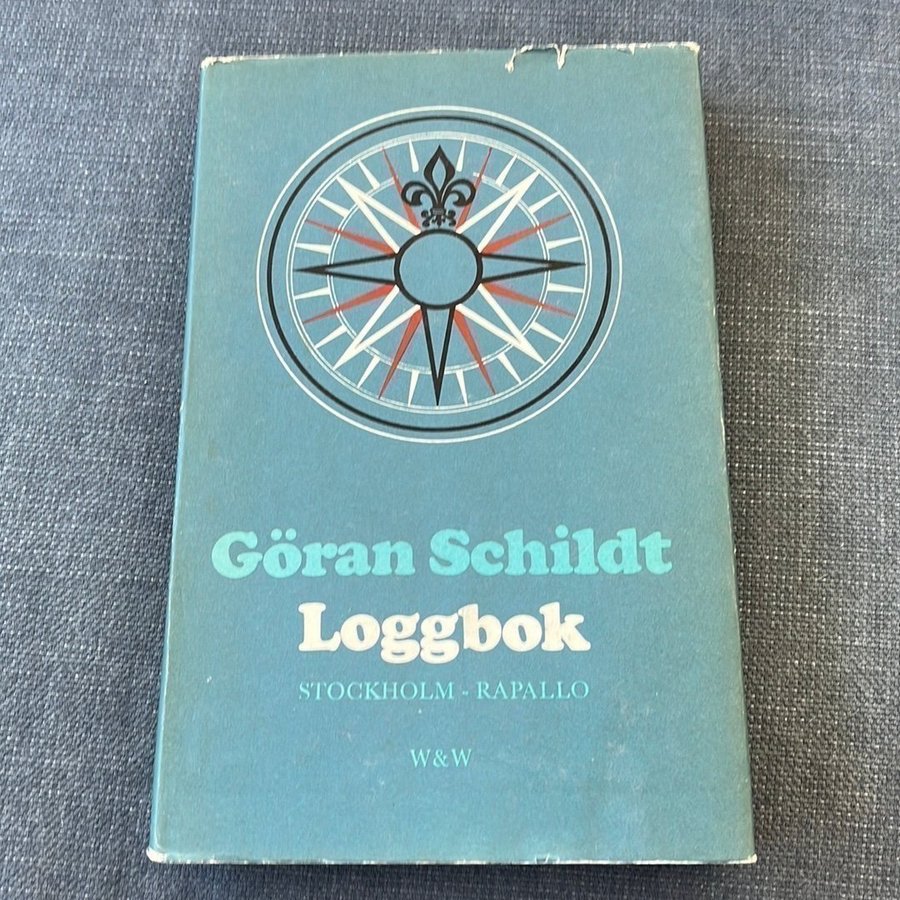 Göran Schildt
Loggbok
STOCKHOLM - RAPALLO
W&W